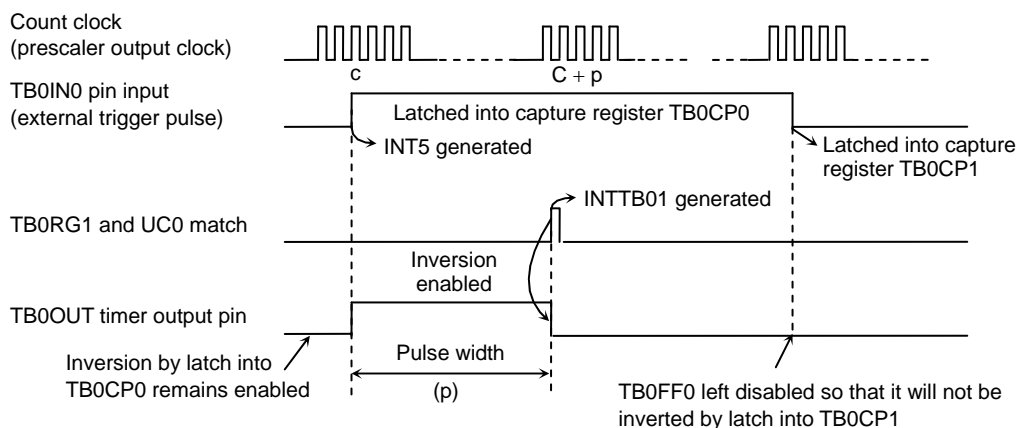 Count clock
(prescaler output clock)
c
C + p
TB0IN0 pin input
(external trigger pulse)
Latched into capture register TB0CP0
INT5 generated
Latched into capture
register TB0CP1
INTTB01 generated
TB0RG1 and UC0 match
Inversion
enabled
TB0OUT timer output pin
Inversion by latch into
TB0CP0 remains enabled
Pulse width
(p)
TB0FF0 left disabled so that it will not be
inverted by latch into TB0CP1